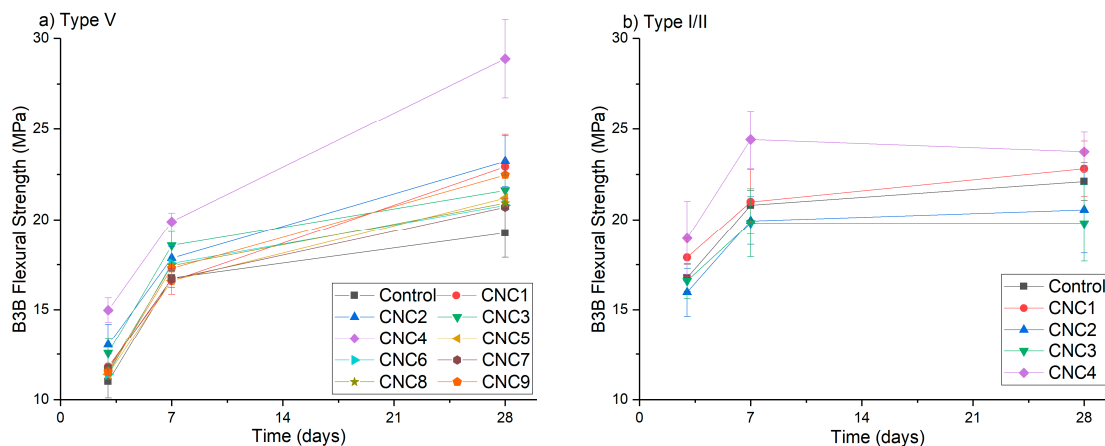 a) Type V
B3B Flexural Strength (MPa)
30
25
20
15
10
0 7 14 21 28
Time (days)
Control CNC1
CNC2 CNC3
CNC4 CNC5
CNC6 CNC7
CNC8 CNC9
b) Type I/II
B3B Flexural Strength (MPa)
30
25
20
15
10
0 7 14 21 28
Time (days)
Control
CNC1
CNC2
CNC3
CNC4